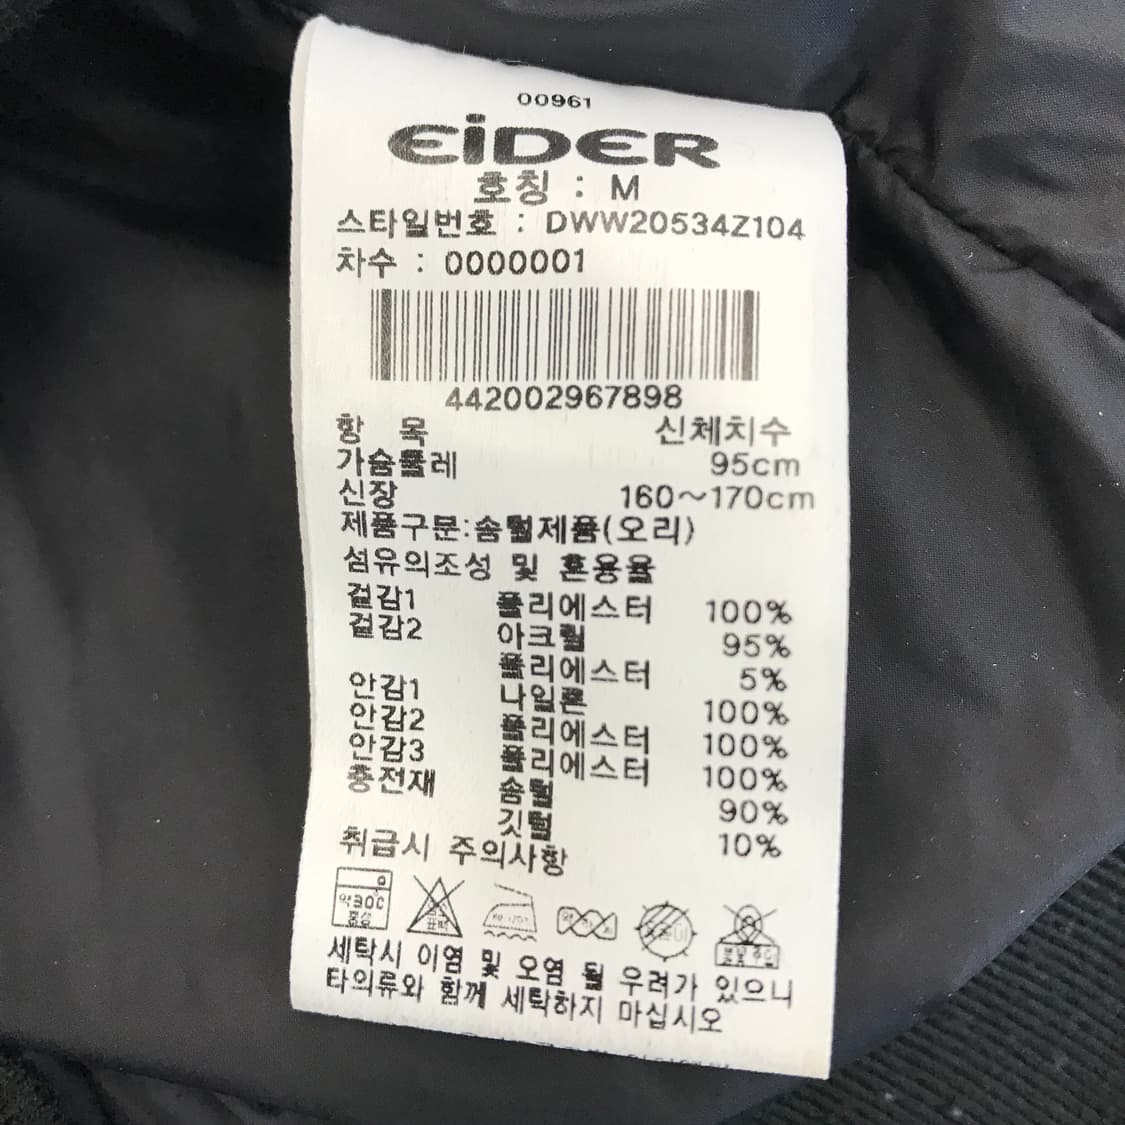 00961
EiDER
호칭 : M
스타일번호 : DWW20534Z104
차수 : 0000001
442002967898
항 목 신체치수
가슴둘레 95cm
신장 160~170cm
제품구분:솜털제품(오리)
섬유의조성 및 혼용율
겉감1 폴리에스터 100%
겉감2 아크릴 95%
폴리에스터 5%
안감1 나일론 100%
안감2 폴리에스터 100%
안감3 폴리에스터 100%
충전재 솜털 90%
깃털 10%
취급시 주의사항
약30℃
중성
표백
세탁시 이염 및 오염 될 우려가 있으니
타의류와 함께 세탁하지 마십시오